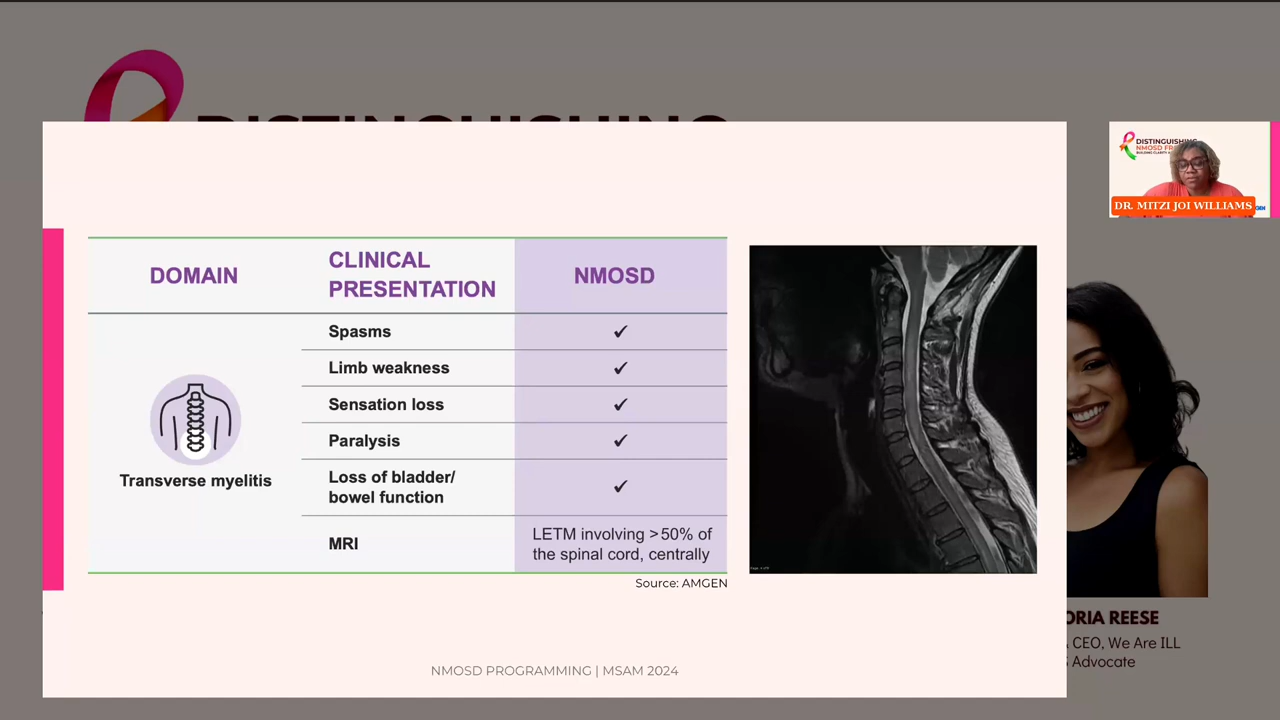 DISTINGUISHING
DOMAIN
CLINICAL
PRESENTATION
NMOSD
Spasms
✓
Limb weakness
✓
Sensation loss
✓
Paralysis
✓
Loss of bladder/
bowel function
✓
Transverse myelitis
MRI
LETM involving >50% of
the spinal cord, centrally
Source: AMGEN
NMOSD PROGRAMMING | MSAM 2024
DISTINGUISHING
DR. MITZI JOI WILLIAMS
ORIA REESE
CEO, We Are ILL
Advocate